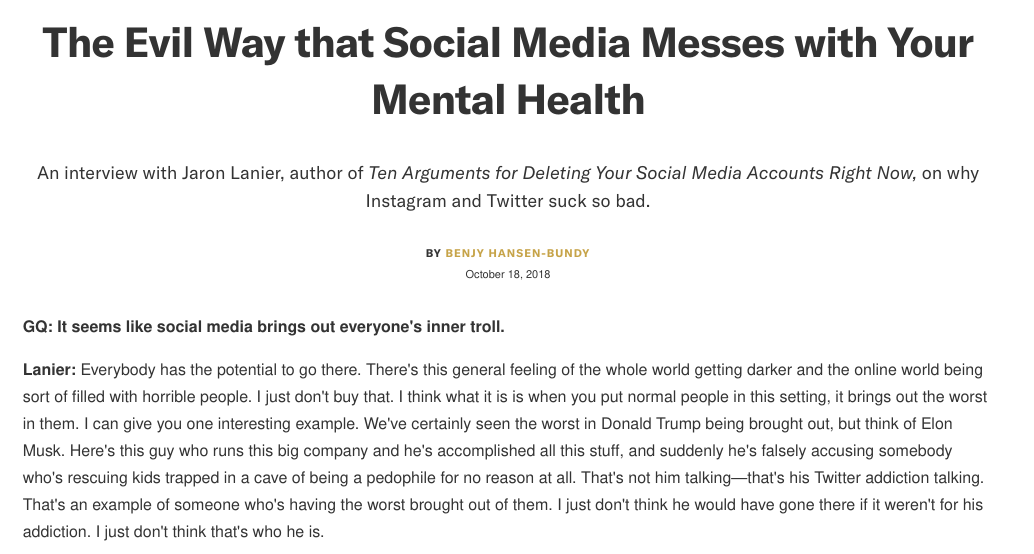 The Evil Way that Social Media Messes with Your
Mental Health
An interview with Jaron Lanier, author of Ten Arguments for Deleting Your Social Media Accounts Right Now, on why
Instagram and Twitter suck so bad.
BY BENJY HANSEN-BUNDY
October 18, 2018
GQ: It seems like social media brings out everyone's inner troll.
Lanier: Everybody has the potential to go there. There's this general feeling of the whole world getting darker and the online world being
sort of filled with horrible people. I just don't buy that. I think what it is is when you put normal people in this setting, it brings out the worst
in them. I can give you one interesting example. We've certainly seen the worst in Donald Trump being brought out, but think of Elon
Musk. Here's this guy who runs this big company and he's accomplished all this stuff, and suddenly he's falsely accusing somebody
who's rescuing kids trapped in a cave of being a pedophile for no reason at all. That's not him talking—that's his Twitter addiction talking.
That's an example of someone who's having the worst brought out of them. I just don't think he would have gone there if it weren't for his
addiction. I just don't think that's who he is.